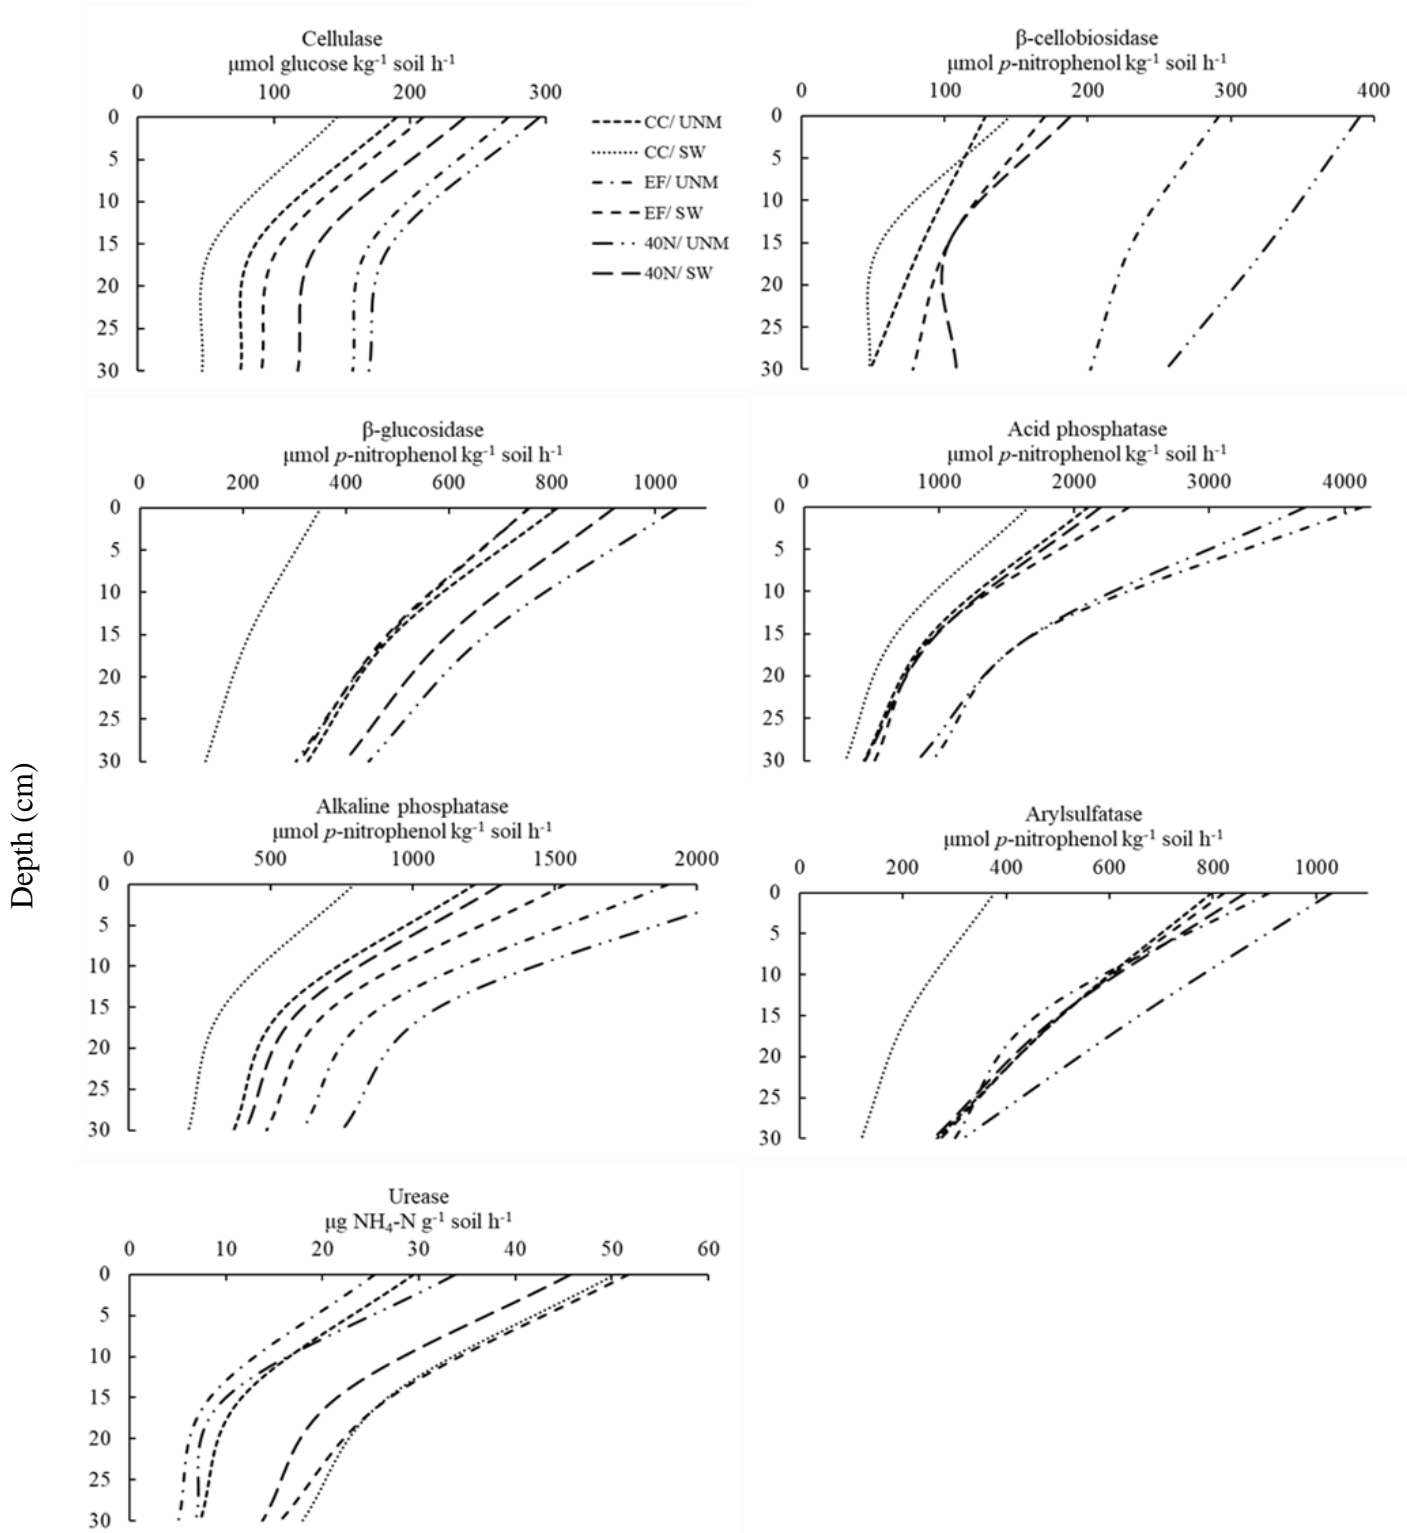 Cellulase
μmol glucose kg-1 soil h-1
0 100 200 300
0
5
10
15
20
25
30
CC/ UNM
CC/ SW
EF/ UNM
EF/ SW
40N/ UNM
40N/ SW
β-cellobiosidase
μmol p-nitrophenol kg-1 soil h-1
0 100 200 300 400
0
5
10
15
20
25
30
β-glucosidase
μmol p-nitrophenol kg-1 soil h-1
0 200 400 600 800 1000
0
5
10
15
20
25
30
Acid phosphatase
μmol p-nitrophenol kg-1 soil h-1
0 1000 2000 3000 4000
0
5
10
15
20
25
30
Depth (cm)
Alkaline phosphatase
μmol p-nitrophenol kg-1 soil h-1
0 500 1000 1500 2000
0
5
10
15
20
25
30
Arylsulfatase
μmol p-nitrophenol kg-1 soil h-1
0 200 400 600 800 1000
0
5
10
15
20
25
30
Urease
μg NH4-N g-1 soil h-1
0 10 20 30 40 50 60
0
5
10
15
20
25
30